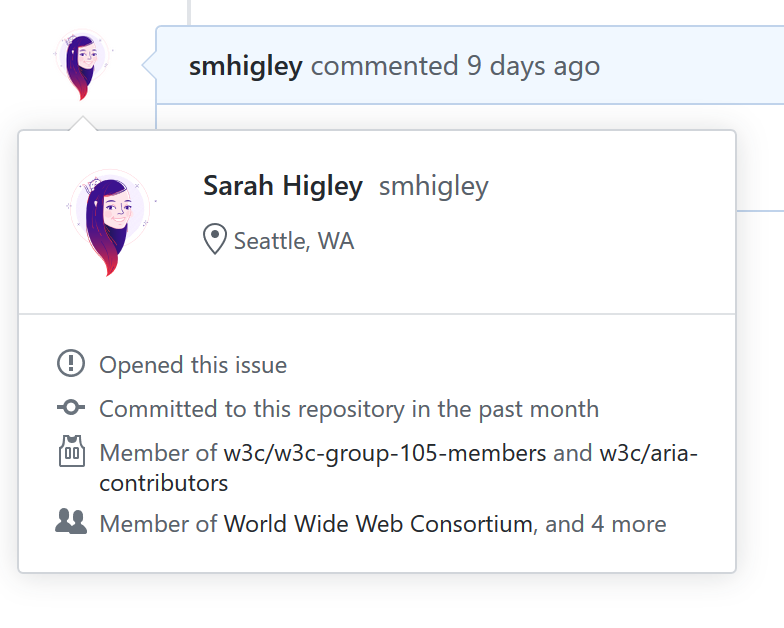 smhigley commented 9 days ago
Sarah Higley smhigley
Seattle, WA
Opened this issue
Committed to this repository in the past month
Member of w3c/w3c-group-105-members and w3c/aria-
contributors
Member of World Wide Web Consortium, and 4 more